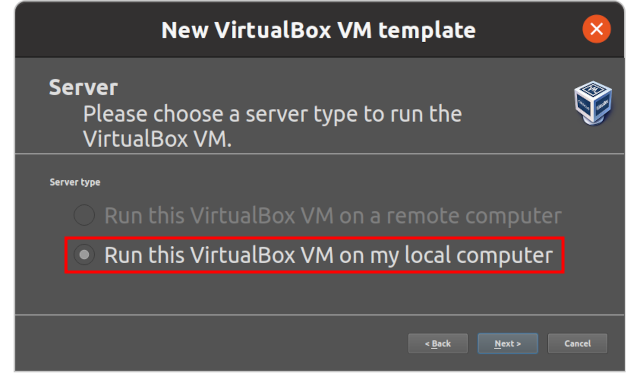 New VirtualBox VM template
Server
Please choose a server type to run the
VirtualBox VM.
Server type
Run this VirtualBox VM on a remote computer
Run this VirtualBox VM on my local computer
< Back
Next >
Cancel